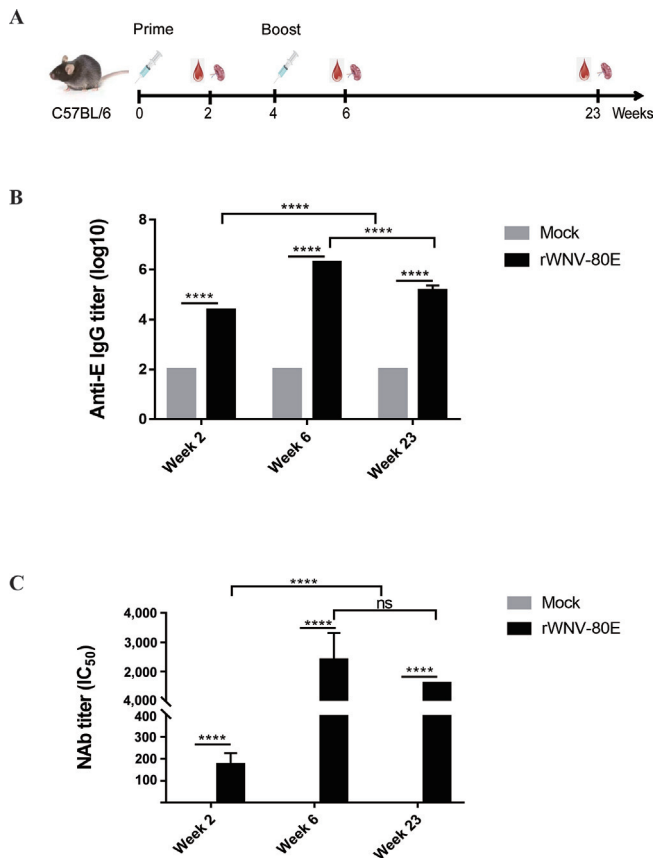 A
Prime
Boost
C57BL/6
0
2
4
6
23
Weeks
B
Anti-E IgG titer (log10)
8
6
4
2
0
****
****
****
****
****
Mock
rWNV-80E
Week 2
Week 6
Week 23
C
NAb titer (IC50)
4,000
3,000
2,000
4,000
400
300
200
100
****
ns
****
****
****
Mock
rWNV-80E
Week 2
Week 6
Week 23